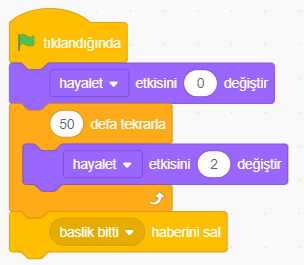 tıklandığında
hayalet etkisini 0 değiştir
50 defa tekrarla
hayalet etkisini 2 değiştir
baslik bitti haberini sal